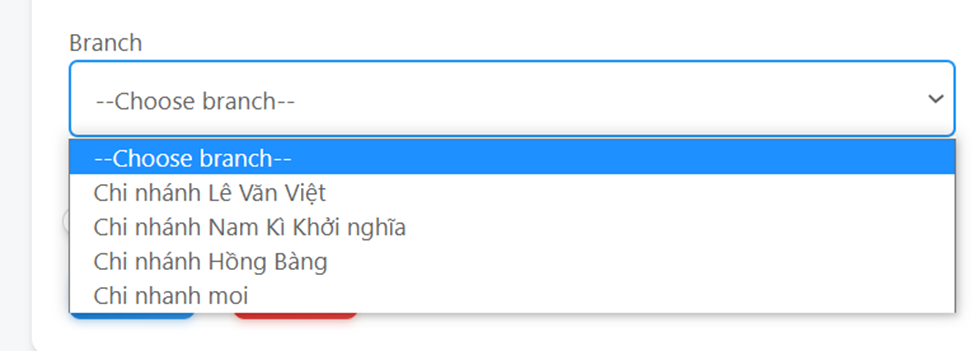 Branch
--Choose branch--
--Choose branch--
Chi nhánh Lê Văn Việt
Chi nhánh Nam Kì Khởi nghĩa
Chi nhánh Hồng Bàng
Chi nhanh moi